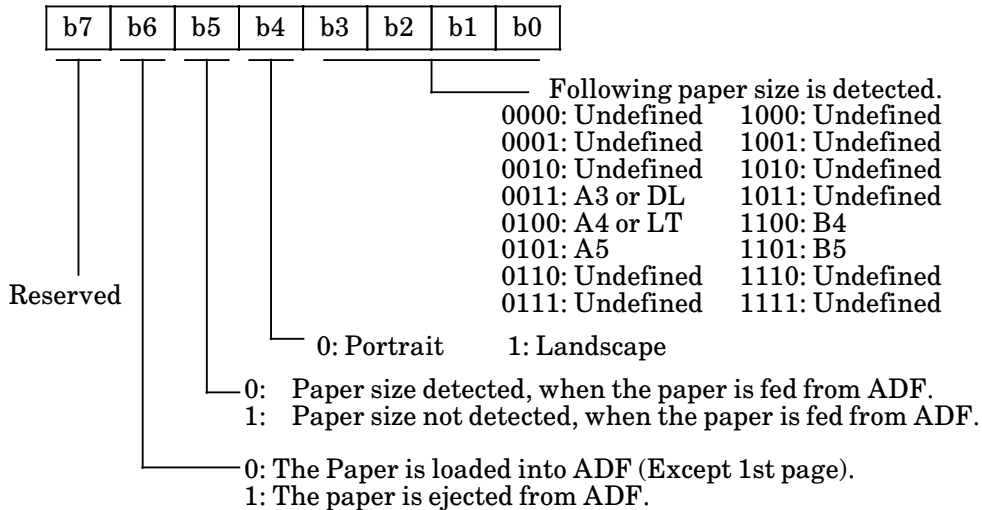 b7 b6 b5 b4 b3 b2 b1 b0
Following paper size is detected.
0000: Undefined 1000: Undefined
0001: Undefined 1001: Undefined
0010: Undefined 1010: Undefined
0011: A3 or DL 1011: Undefined
0100: A4 or LT 1100: B4
0101: A5 1101: B5
0110: Undefined 1110: Undefined
0111: Undefined 1111: Undefined
Reserved
0: Portrait 1: Landscape
0: Paper size detected, when the paper is fed from ADF.
1: Paper size not detected, when the paper is fed from ADF.
0: The Paper is loaded into ADF (Except 1st page).
1: The paper is ejected from ADF.